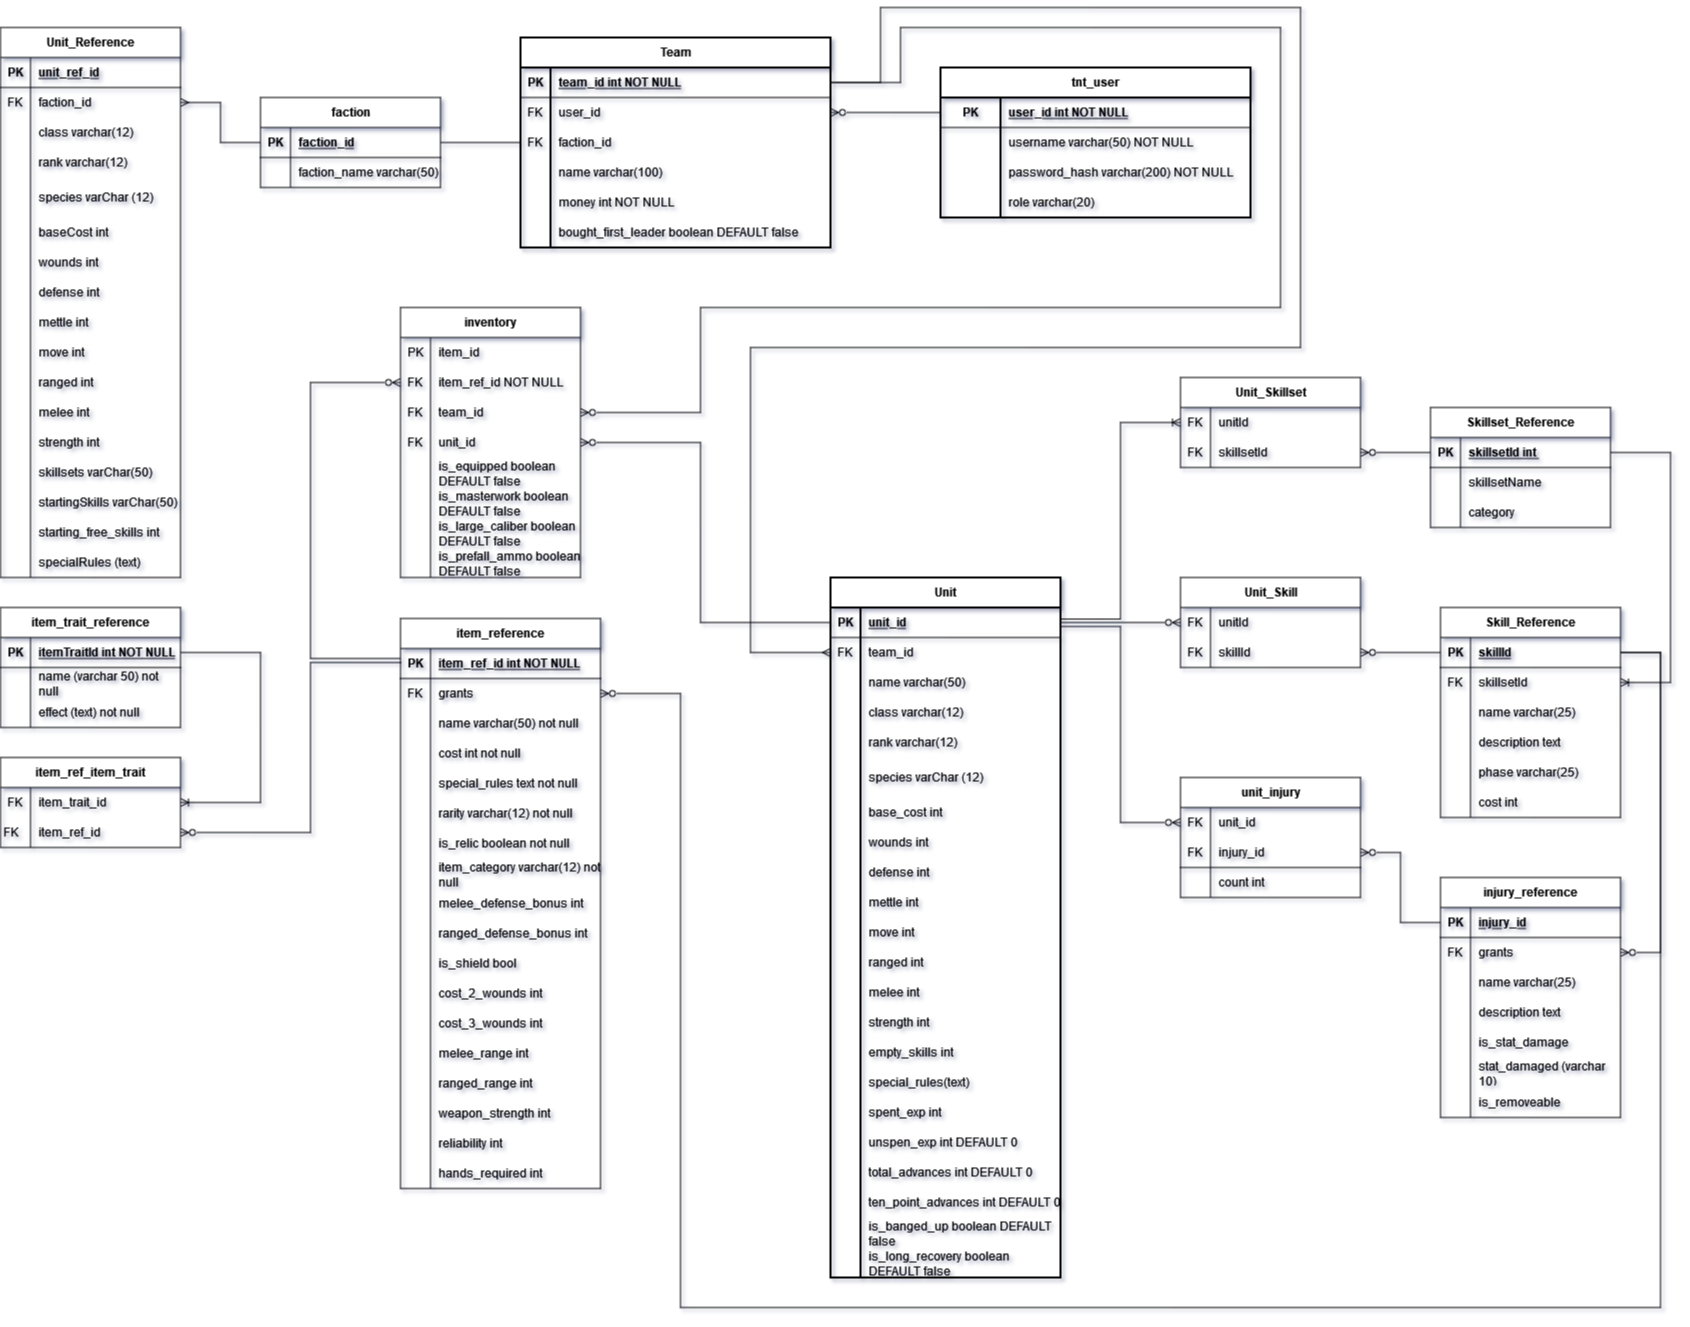 Unit_Reference
PK unit_ref_id
FK faction_id
class varchar(12)
rank varchar(12)
species varChar (12)
baseCost int
wounds int
defense int
mettle int
move int
ranged int
melee int
strength int
skillsets varChar(50)
startingSkills varChar(50)
starting_free_skills int
specialRules (text)
faction
PK faction_id
faction_name varchar(50)
Team
PK team_id int NOT NULL
FK user_id
FK faction_id
name varchar(100)
money int NOT NULL
bought_first_leader boolean DEFAULT false
tnt_user
PK user_id int NOT NULL
username varchar(50) NOT NULL
password_hash varchar(200) NOT NULL
role varchar(20)
inventory
PK item_id
FK item_ref_id NOT NULL
FK team_id
FK unit_id
is_equipped boolean
DEFAULT false
is_masterwork boolean
DEFAULT false
is_large_caliber boolean
DEFAULT false
is_prefall_ammo boolean
DEFAULT false
item_trait_reference
PK itemTraitId int NOT NULL
name (varchar 50) not
null
effect (text) not null
item_ref_item_trait
FK item_trait_id
FK item_ref_id
item_reference
PK item_ref_id int NOT NULL
FK grants
name varchar(50) not null
cost int not null
special_rules text not null
rarity varchar(12) not null
is_relic boolean not null
item_category varchar(12) not
null
melee_defense_bonus int
ranged_defense_bonus int
is_shield bool
cost_2_wounds int
cost_3_wounds int
melee_range int
ranged_range int
weapon_strength int
reliability int
hands_required int
Unit
PK unit_id
FK team_id
name varchar(50)
class varchar(12)
rank varchar(12)
species varChar (12)
base_cost int
wounds int
defense int
mettle int
move int
ranged int
melee int
strength int
empty_skills int
special_rules(text)
spent_exp int
unspen_exp int DEFAULT 0
total_advances int DEFAULT 0
ten_point_advances int DEFAULT 0
is_banged_up boolean DEFAULT
false
is_long_recovery boolean
DEFAULT false
Unit_Skillset
FK unitId
FK skillsetId
Skillset_Reference
PK skillsetId int
skillsetName
category
Unit_Skill
FK unitId
FK skillId
Skill_Reference
PK skillId
FK skillsetId
name varchar(25)
description text
phase varchar(25)
cost int
unit_injury
FK unit_id
FK injury_id
count int
injury_reference
PK injury_id
FK grants
name varchar(25)
description text
is_stat_damage
stat_damaged (varchar
10)
is_removeable